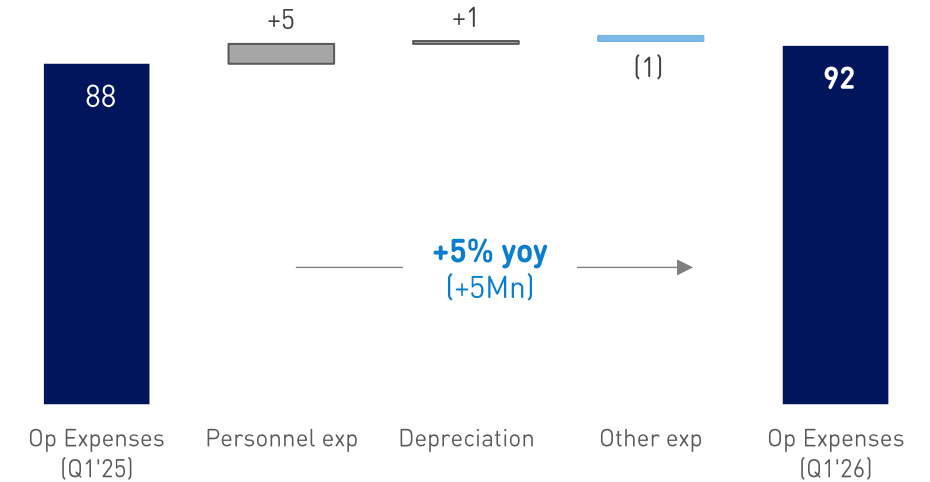 +5
+1
(1)
88
92
+5% yoy
(+5Mn)
Op Expenses
(Q1'25)
Personnel exp
Depreciation
Other exp
Op Expenses
(Q1'26)